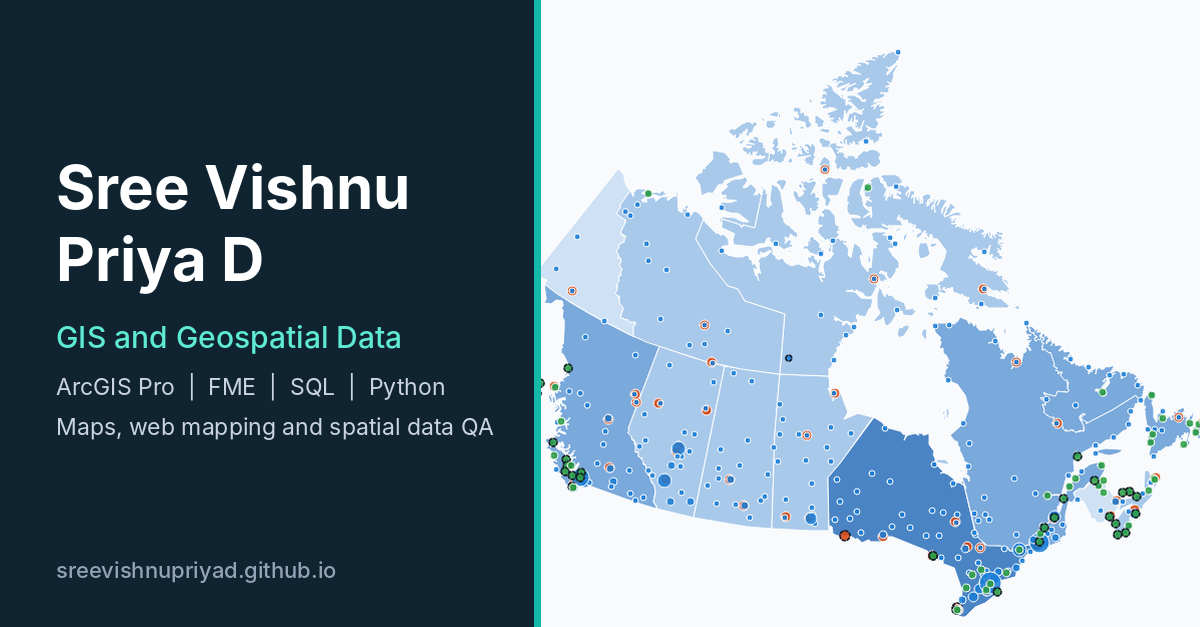 Sree Vishnu
Priya D
GIS and Geospatial Data
ArcGIS Pro | FME | SQL | Python
Maps, web mapping and spatial data QA
sreevishnupriyad.github.io